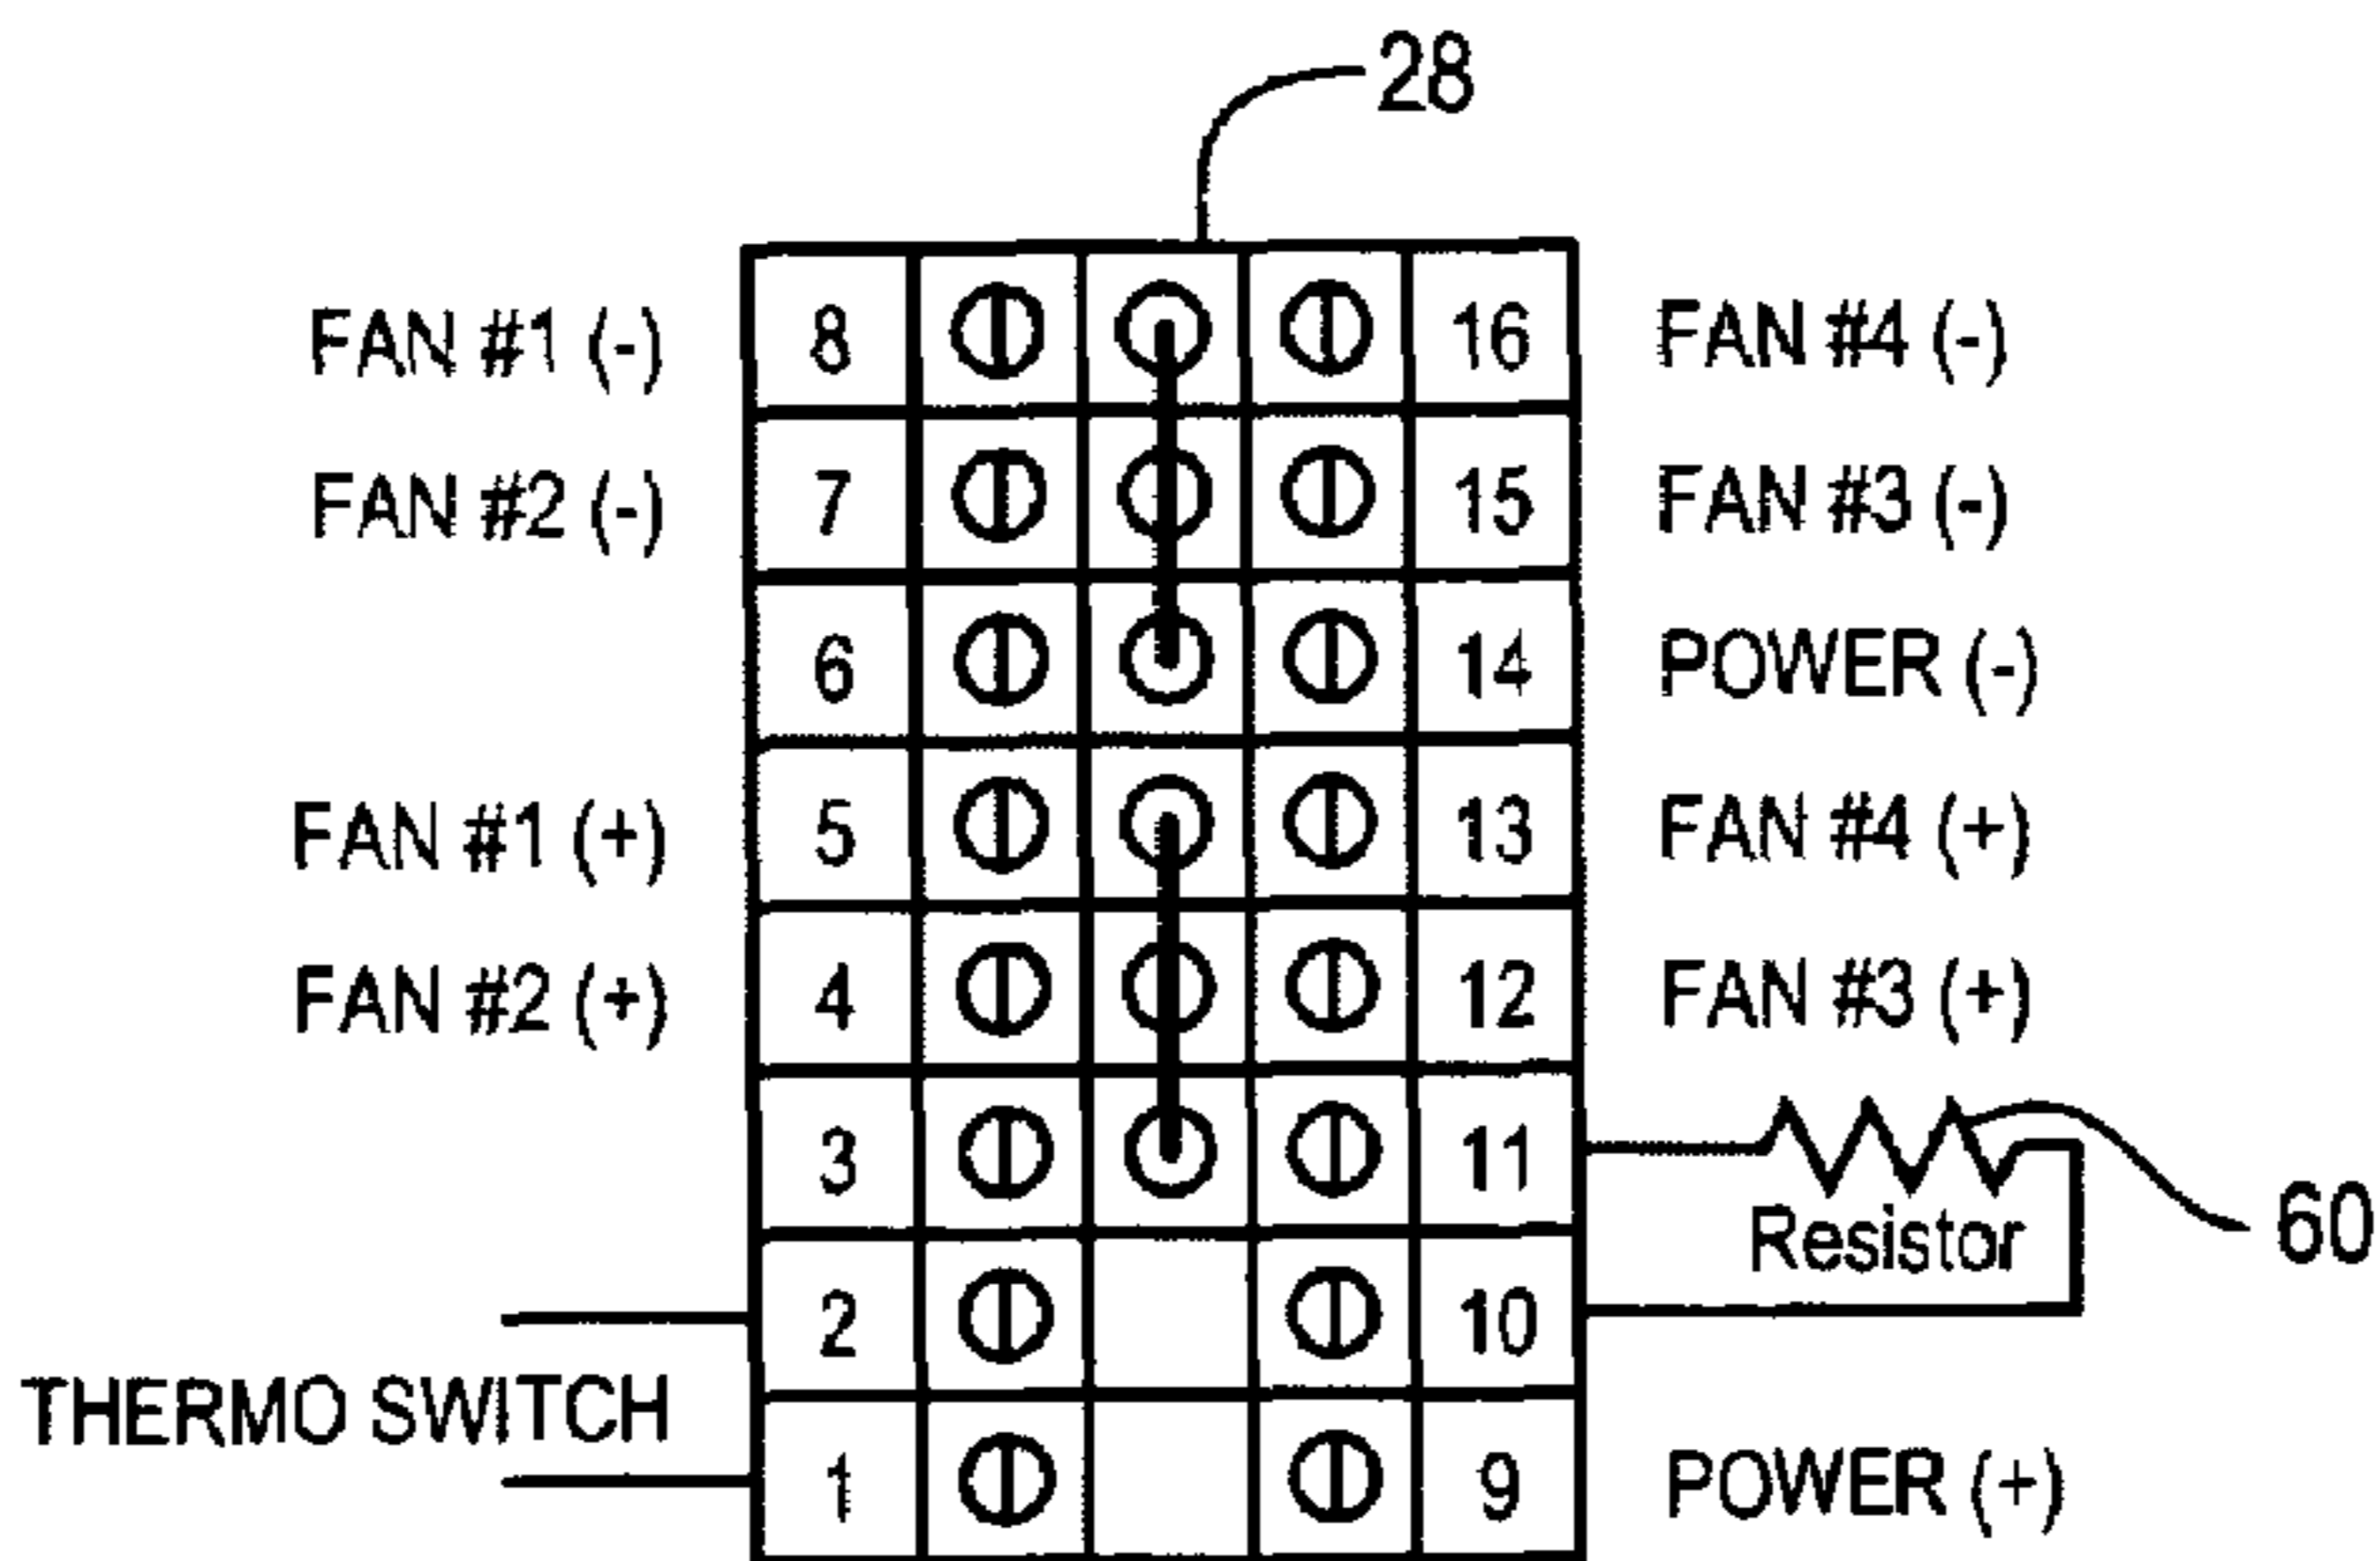 28
FAN #1 (-) 8 16 FAN #4 (-)
FAN #2 (-) 7 15 FAN #3 (-)
6 14 POWER (-)
FAN #1 (+) 5 13 FAN #4 (+)
FAN #2 (+) 4 12 FAN #3 (+)
3 11
Resistor 60
2 10
THERMO SWITCH
1 9 POWER (+)